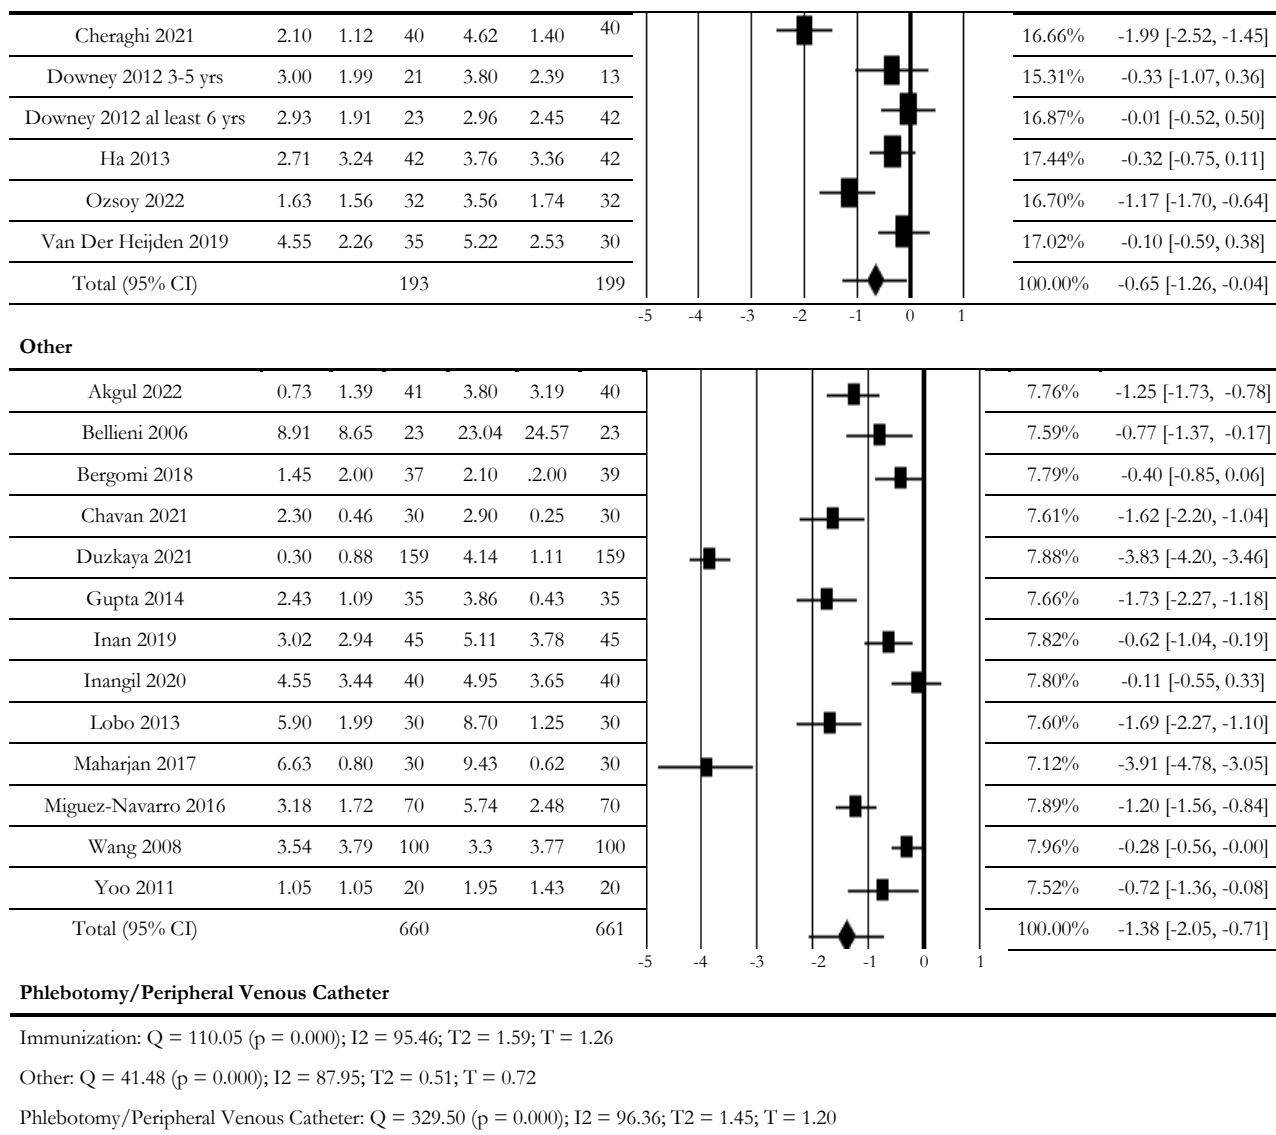 Cheraghi 2021 2.10 1.12 40 4.62 1.40 40 16.66% -1.99 [-2.52, -1.45]
Downey 2012 3-5 yrs 3.00 1.99 21 3.80 2.39 13 15.31% -0.33 [-1.07, 0.36]
Downey 2012 al least 6 yrs 2.93 1.91 23 2.96 2.45 42 16.87% -0.01 [-0.52, 0.50]
Ha 2013 2.71 3.24 42 3.76 3.36 42 17.44% -0.32 [-0.75, 0.11]
Ozsoy 2022 1.63 1.56 32 3.56 1.74 32 16.70% -1.17 [-1.70, -0.64]
Van Der Heijden 2019 4.55 2.26 35 5.22 2.53 30 17.02% -0.10 [-0.59, 0.38]
Total (95% CI) 193 199 100.00% -0.65 [-1.26, -0.04]
-5 -4 -3 -2 -1 0 1
Other
Akgul 2022 0.73 1.39 41 3.80 3.19 40 7.76% -1.25 [-1.73, -0.78]
Bellieni 2006 8.91 8.65 23 23.04 24.57 23 7.59% -0.77 [-1.37, -0.17]
Bergomi 2018 1.45 2.00 37 2.10 .2.00 39 7.79% -0.40 [-0.85, 0.06]
Chavan 2021 2.30 0.46 30 2.90 0.25 30 7.61% -1.62 [-2.20, -1.04]
Duzkaya 2021 0.30 0.88 159 4.14 1.11 159 7.88% -3.83 [-4.20, -3.46]
Gupta 2014 2.43 1.09 35 3.86 0.43 35 7.66% -1.73 [-2.27, -1.18]
Inan 2019 3.02 2.94 45 5.11 3.78 45 7.82% -0.62 [-1.04, -0.19]
Inangil 2020 4.55 3.44 40 4.95 3.65 40 7.80% -0.11 [-0.55, 0.33]
Lobo 2013 5.90 1.99 30 8.70 1.25 30 7.60% -1.69 [-2.27, -1.10]
Maharjan 2017 6.63 0.80 30 9.43 0.62 30 7.12% -3.91 [-4.78, -3.05]
Miguez-Navarro 2016 3.18 1.72 70 5.74 2.48 70 7.89% -1.20 [-1.56, -0.84]
Wang 2008 3.54 3.79 100 3.3 3.77 100 7.96% -0.28 [-0.56, -0.00]
Yoo 2011 1.05 1.05 20 1.95 1.43 20 7.52% -0.72 [-1.36, -0.08]
Total (95% CI) 660 661 100.00% -1.38 [-2.05, -0.71]
-5 -4 -3 -2 -1 0 1
Phlebotomy/Peripheral Venous Catheter
Immunization: Q = 110.05 (p = 0.000); I2 = 95.46; T2 = 1.59; T = 1.26
Other: Q = 41.48 (p = 0.000); I2 = 87.95; T2 = 0.51; T = 0.72
Phlebotomy/Peripheral Venous Catheter: Q = 329.50 (p = 0.000); I2 = 96.36; T2 = 1.45; T = 1.20